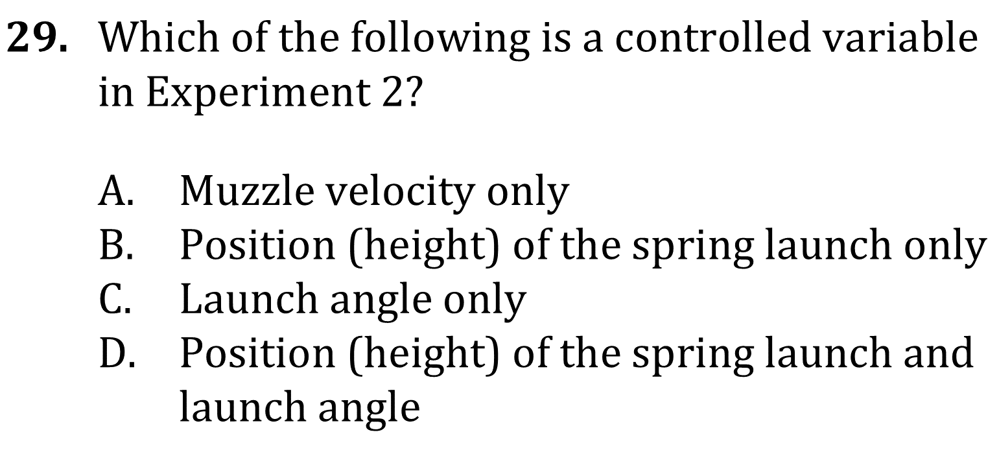 29. Which of the following is a controlled variable
in Experiment 2?
A. Muzzle velocity only
B. Position (height) of the spring launch only
C. Launch angle only
D. Position (height) of the spring launch and
launch angle